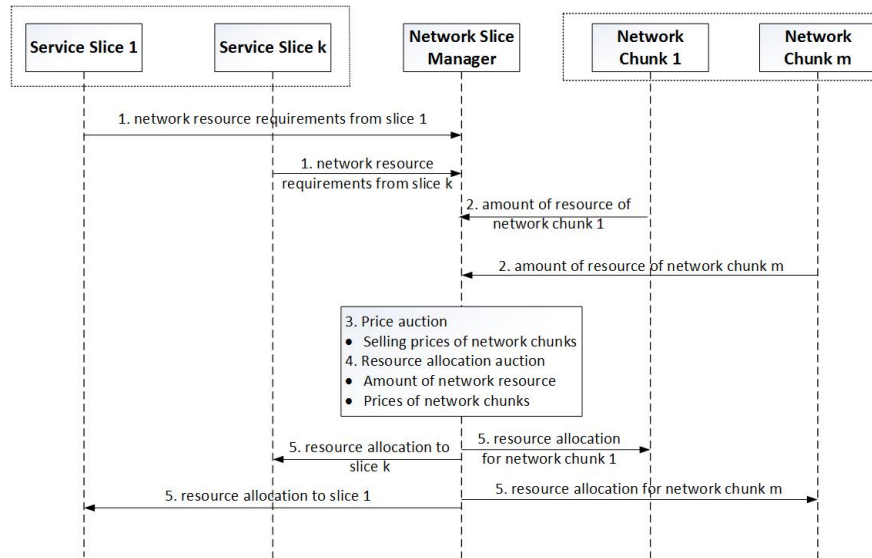 Service Slice 1
Service Slice k
Network Slice
Manager
Network
Chunk 1
Network
Chunk m
1. network resource requirements from slice 1
1. network resource
requirements from slice k
2. amount of resource of
network chunk 1
2. amount of resource of network chunk m
3. Price auction
● Selling prices of network chunks
4. Resource allocation auction
● Amount of network resource
● Prices of network chunks
5. resource allocation to
slice k
5. resource allocation
for network chunk 1
5. resource allocation to slice 1
5. resource allocation for network chunk m